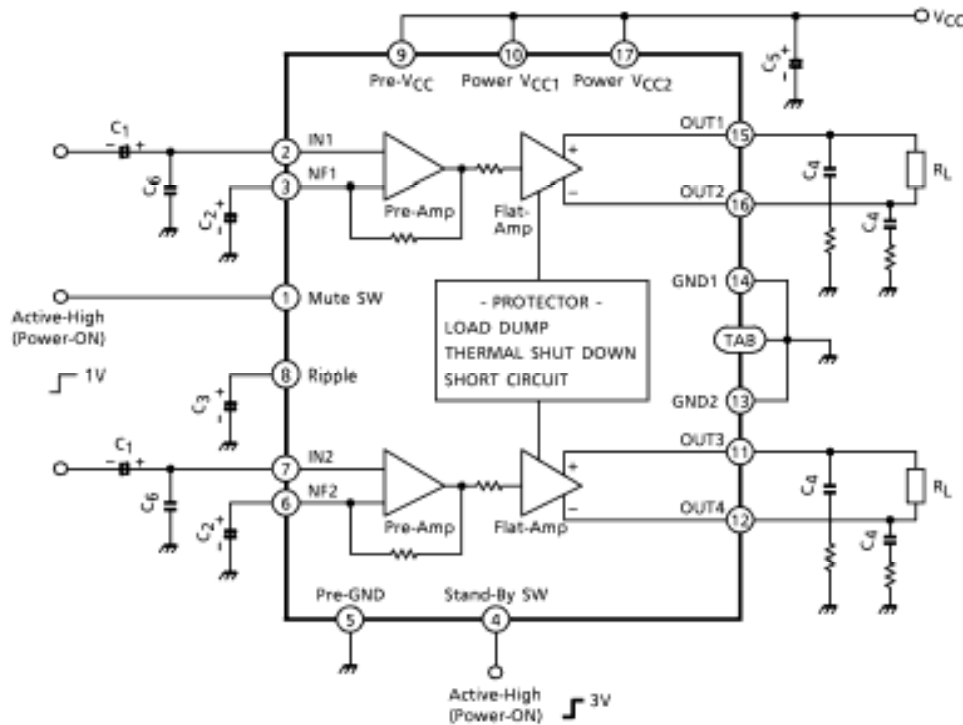 VCC
9
10
17
Pre-VCC
Power VCC1
Power VCC2
C5
+
-
C1
- +
2
IN1
OUT1
15
C6
3
NF1
+
-
C4
RL
C2
+
-
Pre-Amp
Flat-
Amp
OUT2
16
C4
1
Mute SW
GND1
14
Active-High
(Power-ON)
- PROTECTOR -
LOAD DUMP
THERMAL SHUT DOWN
SHORT CIRCUIT
TAB
1V
8
Ripple
C3
+
-
GND2
13
C1
- +
7
IN2
OUT3
11
C6
6
NF2
+
-
C4
RL
C2
+
-
Pre-Amp
Flat-Amp
OUT4
12
C4
Pre-GND
Stand-By SW
5
4
Active-High
(Power-ON)
3V